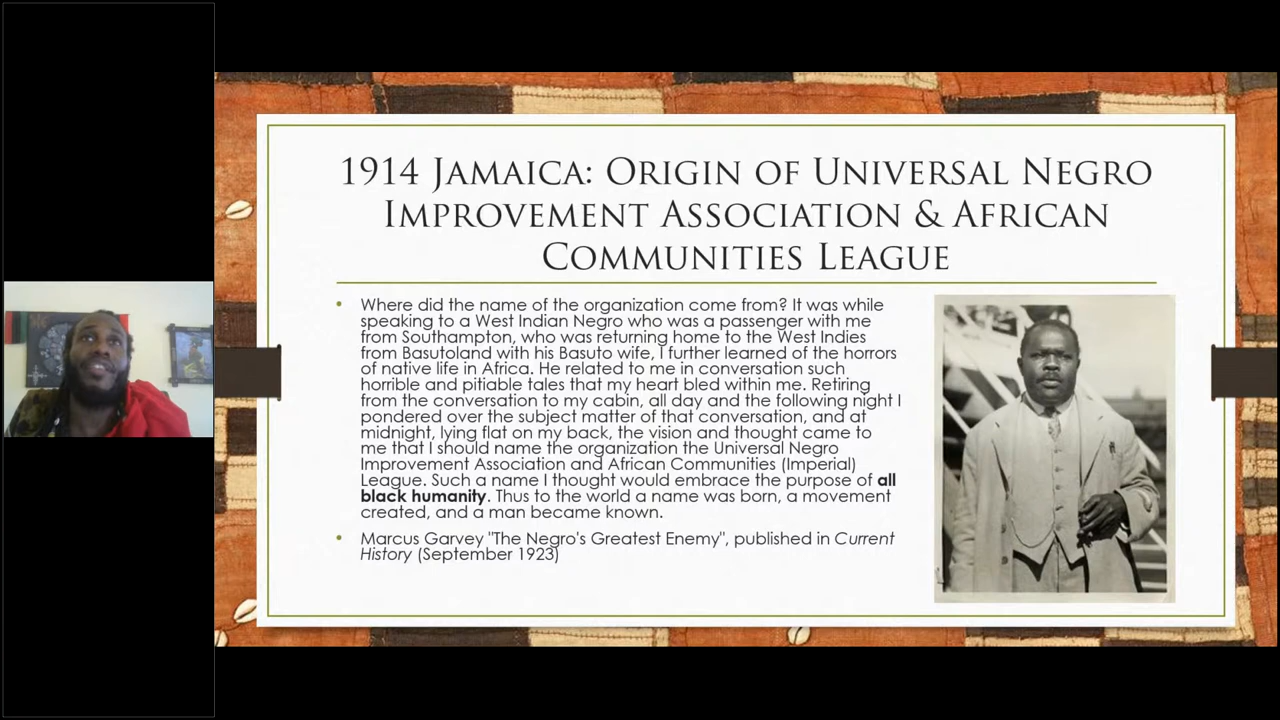 1914 Jamaica: Origin of Universal Negro
Improvement Association & African
Communities League
• Where did the name of the organization come from? It was while
speaking to a West Indian Negro who was a passenger with me
from Southampton, who was returning home to the West Indies
from Basutoland with his Basuto wife, I further learned of the horrors
of native life in Africa. He related to me in conversation such
horrible and pitiable tales that my heart bled within me. Retiring
from the conversation to my cabin, all day and the following night I
pondered over the subject matter of that conversation, and at
midnight, lying flat on my back, the vision and thought came to
me that I should name the organization the Universal Negro
Improvement Association and African Communities (Imperial)
League. Such a name I thought would embrace the purpose of all
black humanity. Thus to the world a name was born, a movement
created, and a man became known.
• Marcus Garvey "The Negro's Greatest Enemy", published in Current
History (September 1923)